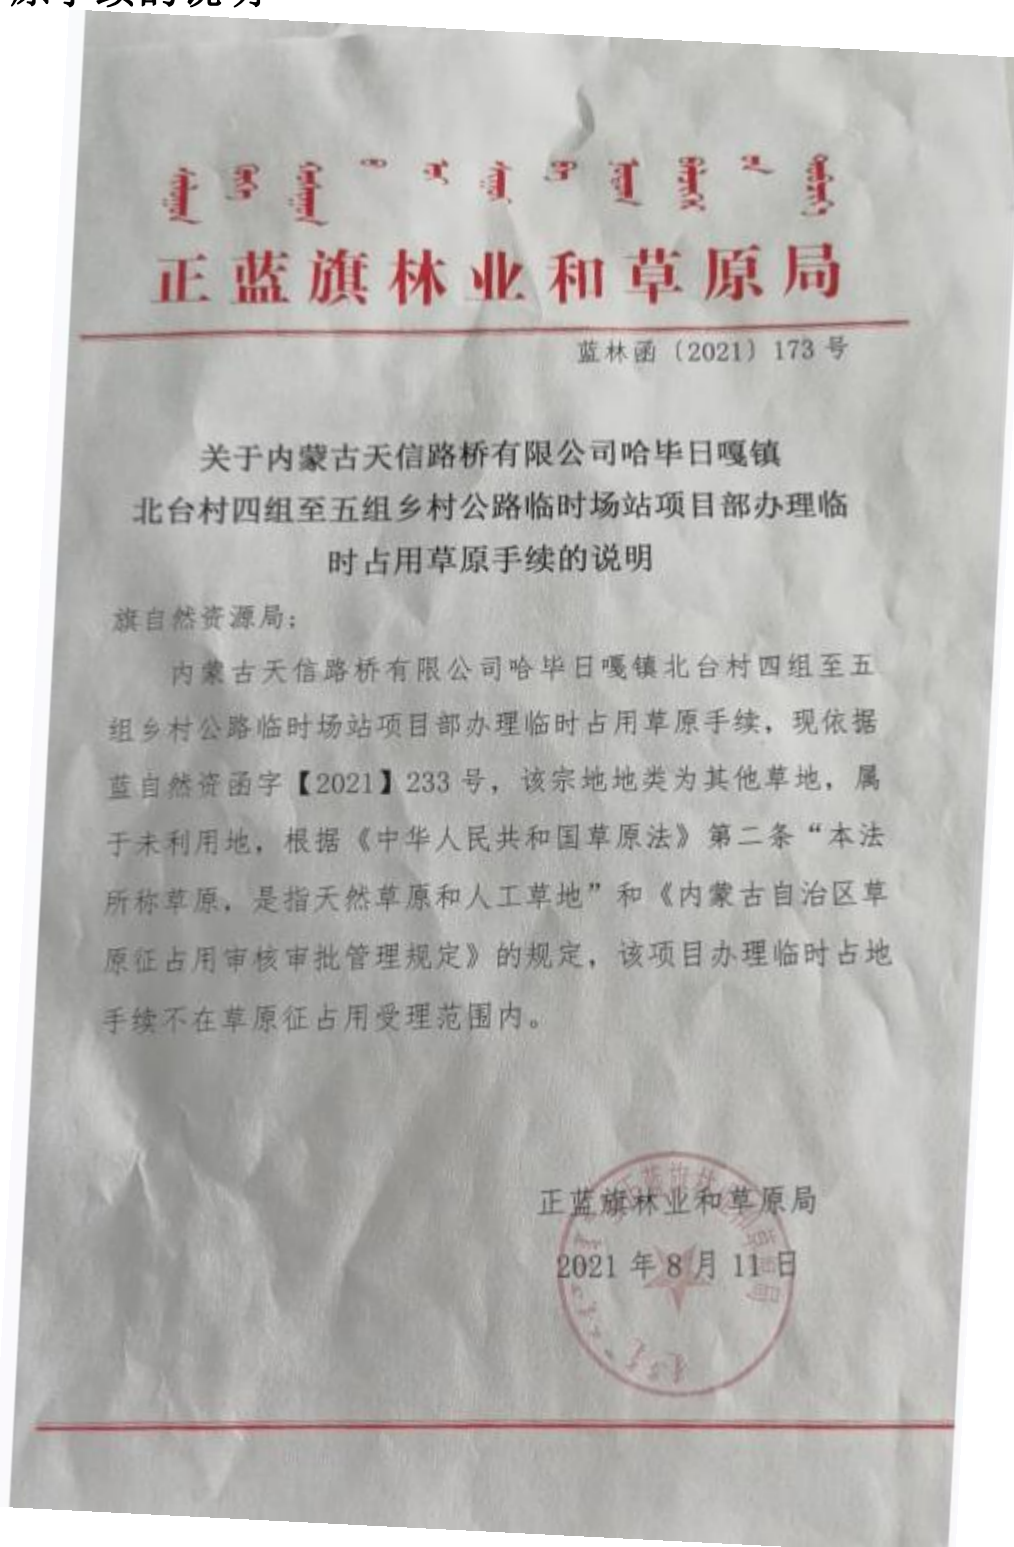 原手续的说明
正蓝旗林业和草原局
蓝林函〔2021〕173 号
关于内蒙古天信路桥有限公司哈毕日嘎镇
北台村四组至五组乡村公路临时场站项目部办理临
时占用草原手续的说明
旗自然资源局：
内蒙古天信路桥有限公司哈毕日嘎镇北台村四组至五
组乡村公路临时场站项目部办理临时占用草原手续，现依据
蓝自然资函字【2021】233 号，该宗地地类为其他草地，属
于未利用地，根据《中华人民共和国草原法》第二条“本法
所称草原，是指天然草原和人工草地”和《内蒙古自治区草
原征占用审核审批管理规定》的规定，该项目办理临时占地
手续不在草原征占用受理范围内。
正蓝旗林业和草原局
2021 年 8 月 11 日